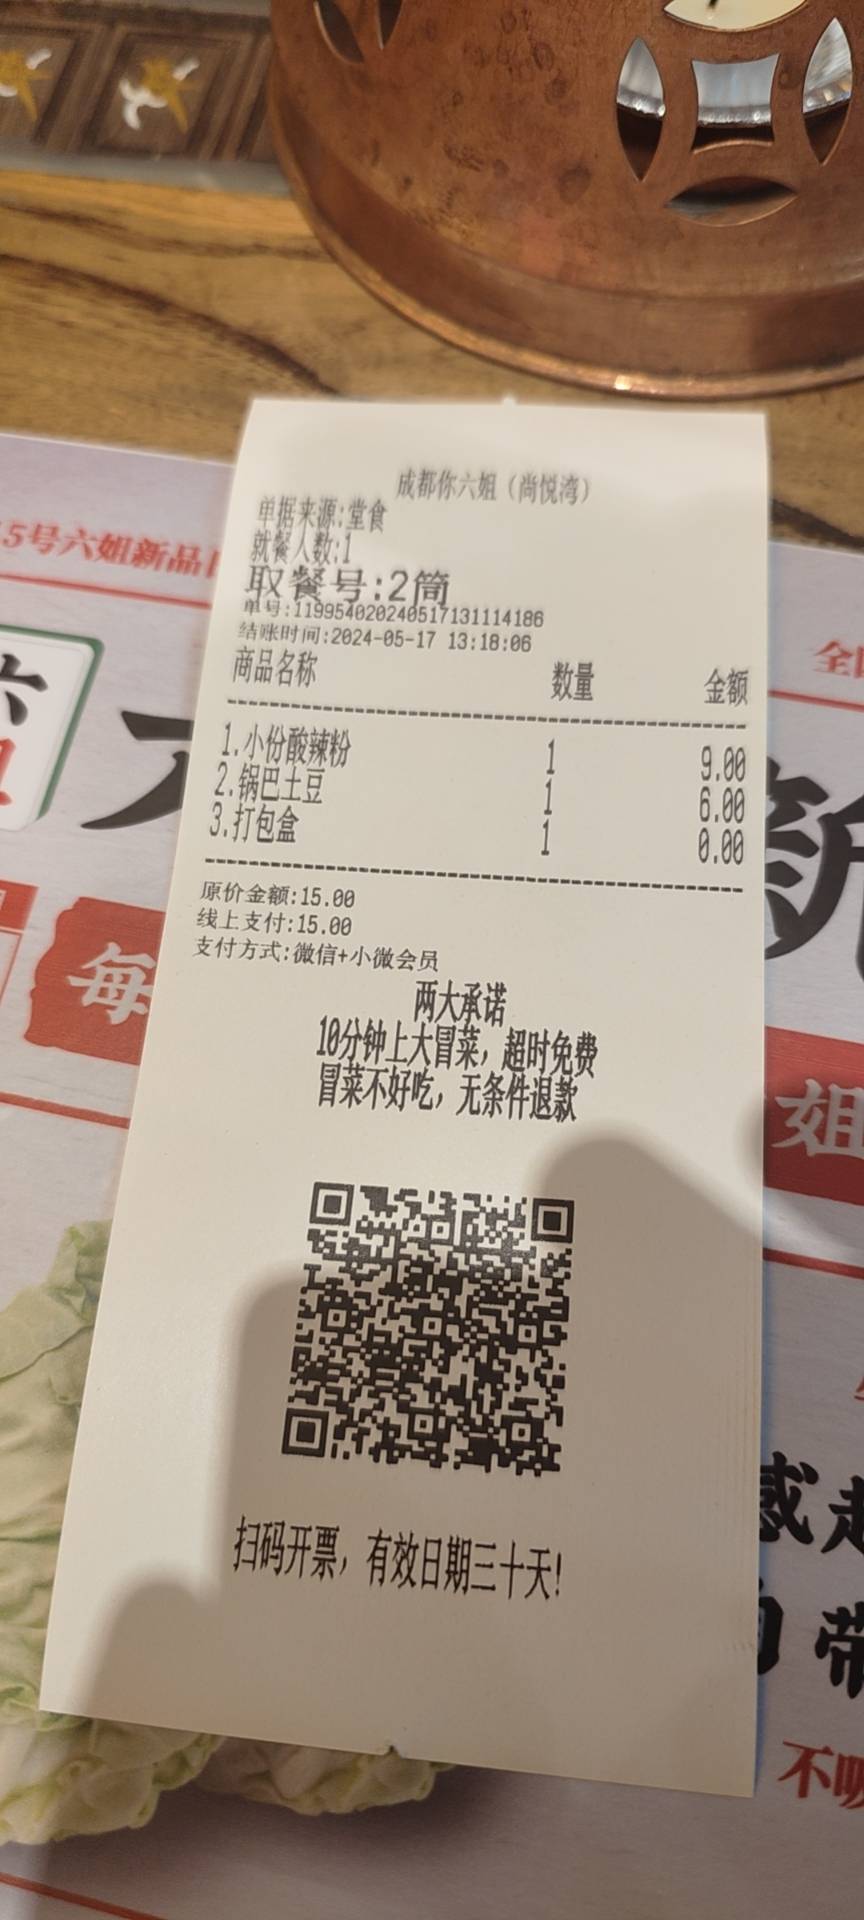 5号六姐新品
六
新
全
每
姐
成都你六姐（尚悦湾）
单据来源:堂食
就餐人数:1
取餐号:2筒
单号:119954020240517131114186
结账时间:2024-05-17 13:18:06
商品名称 数量 金额
1.小份酸辣粉 1 9.00
2.锅巴土豆 1 6.00
3.打包盒 1 0.00
原价金额:15.00
线上支付:15.00
支付方式:微信+小微会员
两大承诺
10分钟上大冒菜，超时免费
冒菜不好吃，无条件退款
扫码开票，有效日期三十天!
感
带
不